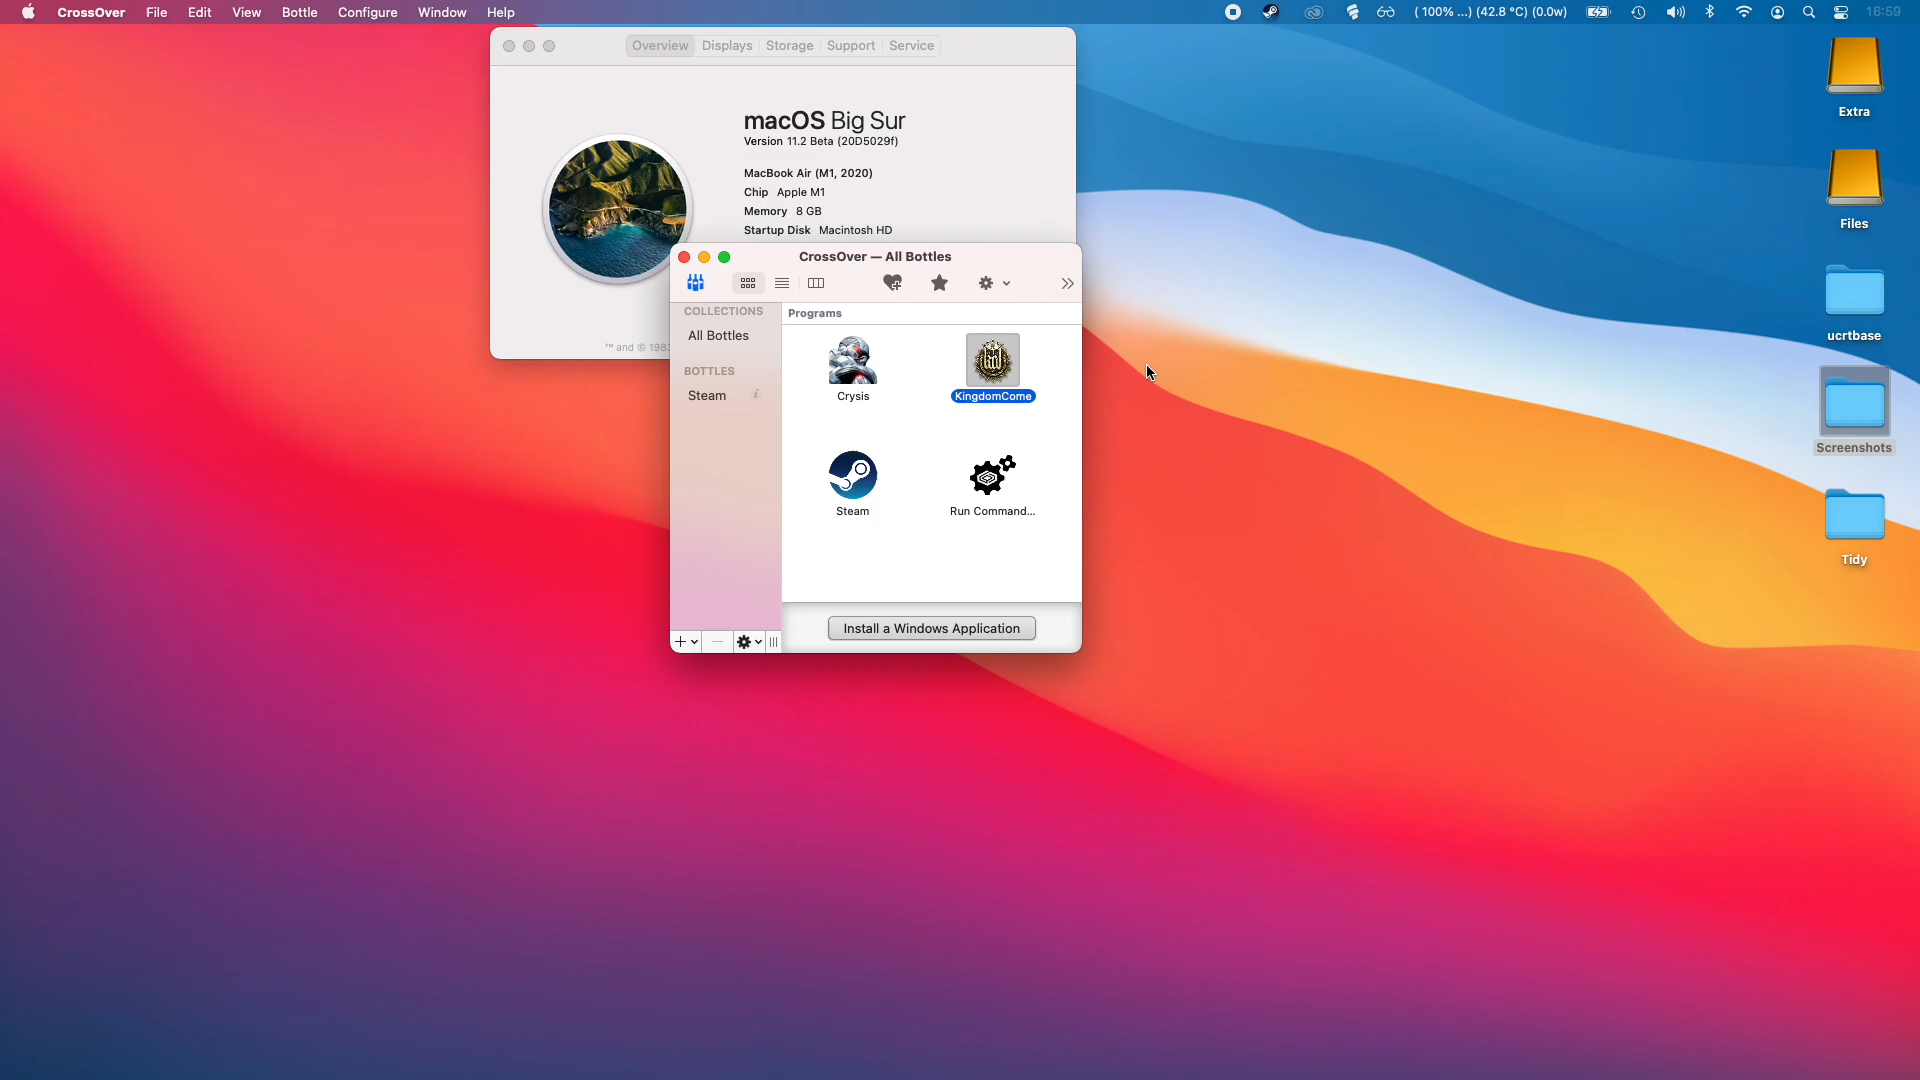 CrossOver File Edit View Bottle Configure Window Help
( 100% ...) (42.8 °C) (0.0w) 16:59
Overview Displays Storage Support Service
macOS Big Sur
Version 11.2 Beta (20D5029f)
MacBook Air (M1, 2020)
Chip Apple M1
Memory 8 GB
Startup Disk Macintosh HD
™ and © 1983
CrossOver — All Bottles
COLLECTIONS
All Bottles
BOTTLES
Steam
Programs
Crysis
KingdomCome
Steam
Run Command...
Install a Windows Application
Extra
Files
ucrtbase
Screenshots
Tidy